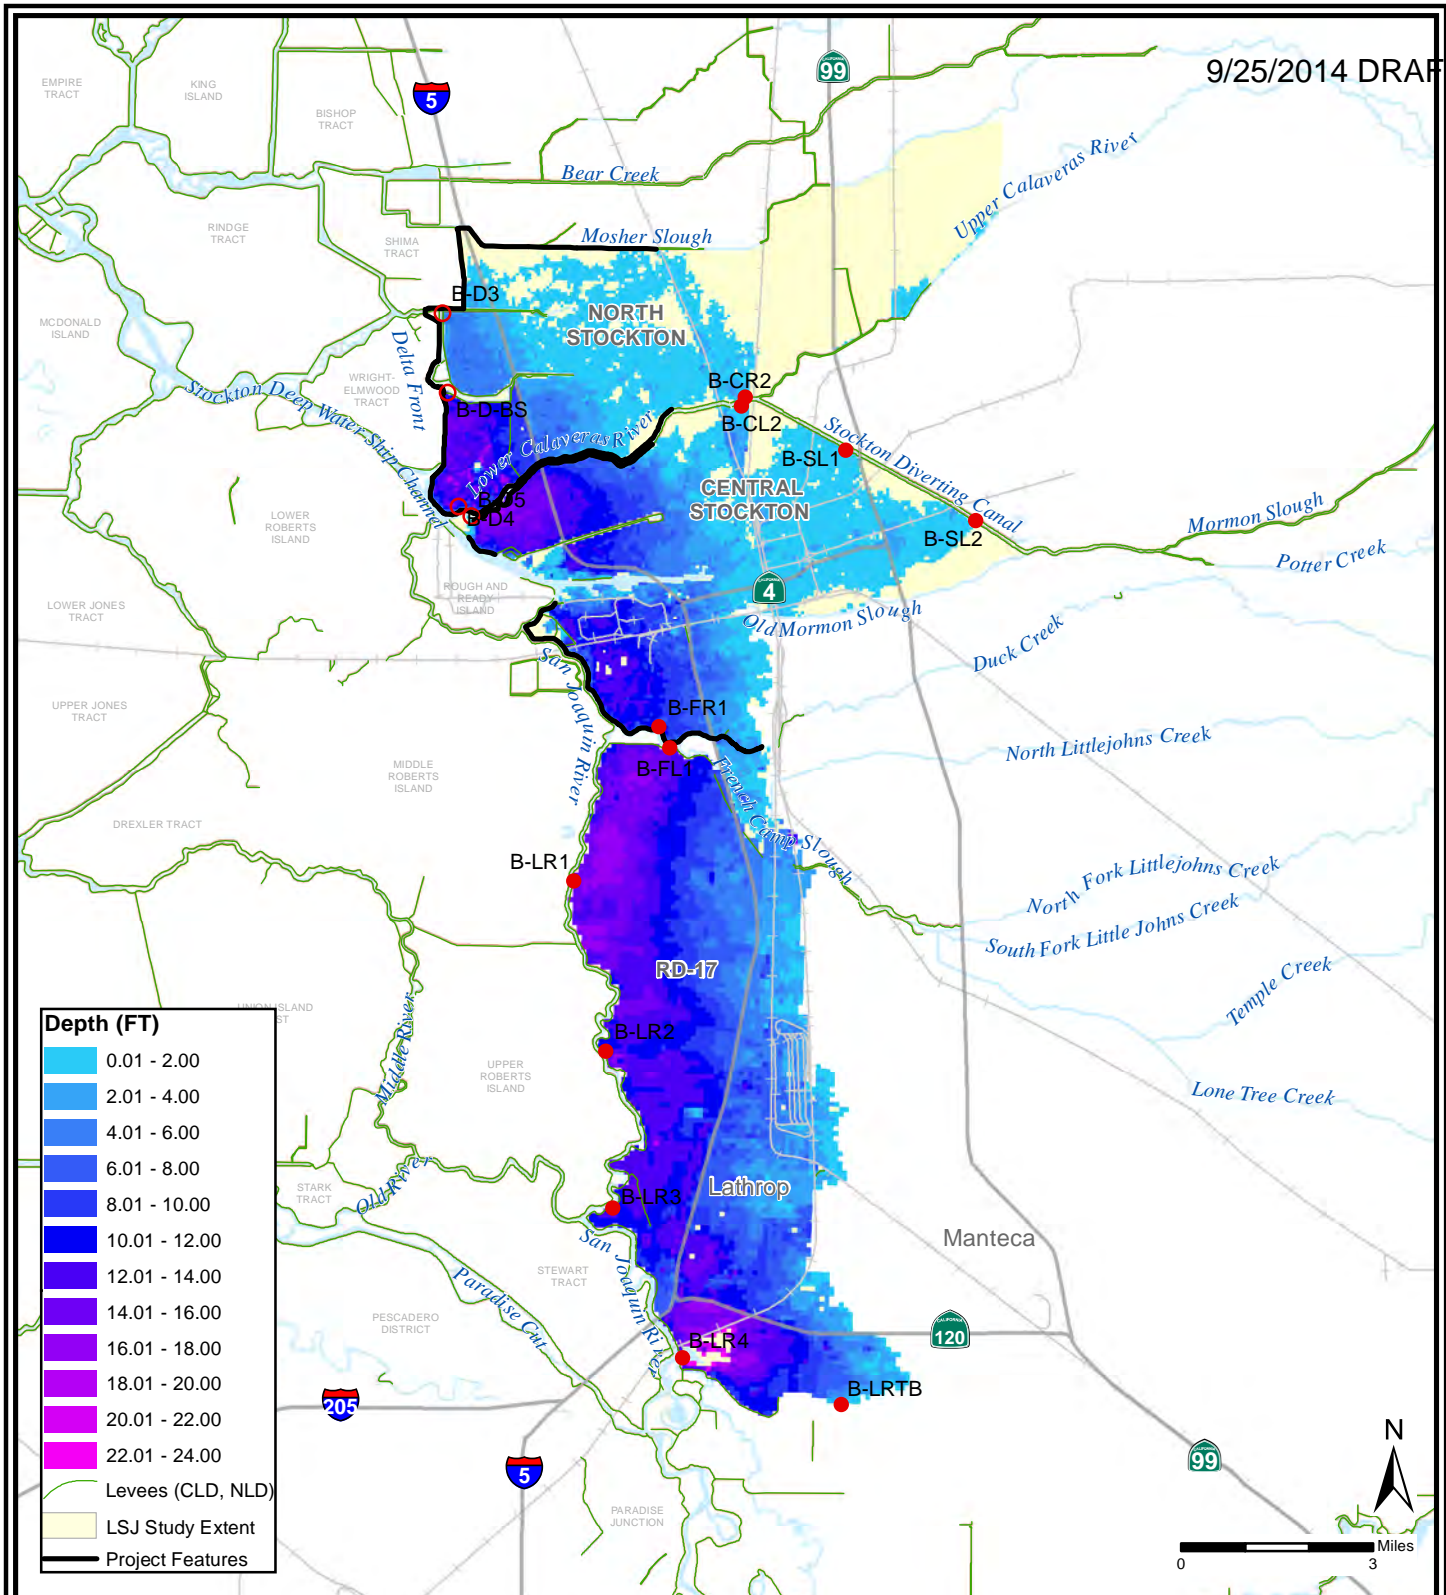 9/25/2014 DRAF
99
5
EMPIRE
TRACT
KING
ISLAND
BISHOP
TRACT
Bear Creek
Upper Calaveras River
RINDGE
TRACT
SHIMA
TRACT
Mosher Slough
B-D3
NORTH
STOCKTON
MCDONALD
ISLAND
Delta Front
WRIGHT-
ELMWOOD
TRACT
Stockton Deep Water Ship Channel
B-D-BS
B-CR2
B-CL2
Lower Calaveras River
Stockton Diverting Canal
B-SL1
CENTRAL
STOCKTON
B-D5
B-D4
LOWER
ROBERTS
ISLAND
B-SL2
Mormon Slough
Potter Creek
ROUGH AND
READY
ISLAND
CALIFORNIA
4
LOWER JONES
TRACT
Old Mormon Slough
Duck Creek
San Joaquin River
UPPER JONES
TRACT
B-FR1
North Littlejohns Creek
B-FL1
MIDDLE
ROBERTS
ISLAND
French Camp Slough
DREXLER TRACT
B-LR1
North Fork Littlejohns Creek
South Fork Little Johns Creek
RD-17
Temple Creek
UNION ISLAND
ST
Middle River
B-LR2
UPPER
ROBERTS
ISLAND
Lone Tree Creek
STARK
TRACT
Old River
Lathrop
B-LR3
Manteca
San Joaquin River
STEWART
TRACT
Paradise Cut
PESCADERO
DISTRICT
CALIFORNIA
120
B-LR4
B-LRTB
205
5
CALIFORNIA
99
PARADISE
JUNCTION
N
Miles
0
3
Depth (FT)
0.01 - 2.00
2.01 - 4.00
4.01 - 6.00
6.01 - 8.00
8.01 - 10.00
10.01 - 12.00
12.01 - 14.00
14.01 - 16.00
16.01 - 18.00
18.01 - 20.00
20.01 - 22.00
22.01 - 24.00
Levees (CLD, NLD)
LSJ Study Extent
Project Features